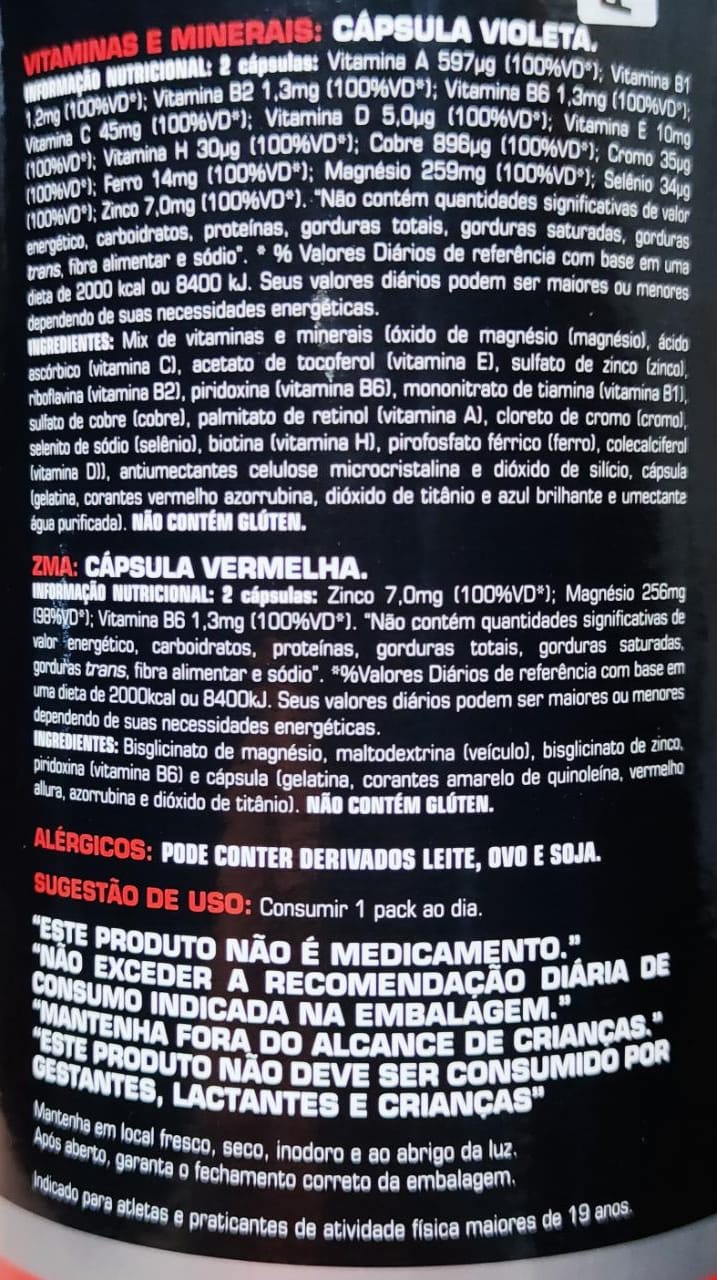 VITAMINAS E MINERAIS: CÁPSULA VIOLETA.
INFORMAÇÃO NUTRICIONAL: 2 cápsulas: Vitamina A 597µg (100%VD*); Vitamina B1
1,2mg (100%VD*); Vitamina B2 1,3mg (100%VD*); Vitamina B6 1,3mg (100%VD*);
Vitamina C 45mg (100%VD*); Vitamina D 5,0µg (100%VD*); Vitamina E 10mg
(100%VD*); Vitamina H 30µg (100%VD*); Cobre 896µg (100%VD*); Cromo 35µg
(100%VD*); Ferro 14mg (100%VD*); Magnésio 259mg (100%VD*); Selênio 34µg
(100%VD*); Zinco 7,0mg (100%VD*). "Não contém quantidades significativas de valor
energético, carboidratos, proteínas, gorduras totais, gorduras saturadas, gorduras
trans, fibra alimentar e sódio". * % Valores Diários de referência com base em uma
dieta de 2000 kcal ou 8400 kJ. Seus valores diários podem ser maiores ou menores
dependendo de suas necessidades energéticas.
INGREDIENTES: Mix de vitaminas e minerais (óxido de magnésio (magnésio), ácido
ascórbico (vitamina C), acetato de tocoferol (vitamina E), sulfato de zinco (zinco),
riboflavina (vitamina B2), piridoxina (vitamina B6), mononitrato de tiamina (vitamina B1),
sulfato de cobre (cobre), palmitato de retinol (vitamina A), cloreto de cromo (cromo),
selenito de sódio (selênio), biotina (vitamina H), pirofosfato férrico (ferro), colecalciferol
(vitamina D)), antiumectantes celulose microcristalina e dióxido de silício, cápsula
(gelatina, corantes vermelho azorrubina, dióxido de titânio e azul brilhante e umectante
água purificada). NÃO CONTÉM GLÚTEN.
ZMA: CÁPSULA VERMELHA.
INFORMAÇÃO NUTRICIONAL: 2 cápsulas: Zinco 7,0mg (100%VD*); Magnésio 256mg
(98%VD*); Vitamina B6 1,3mg (100%VD*). "Não contém quantidades significativas de
valor energético, carboidratos, proteínas, gorduras totais, gorduras saturadas,
gorduras trans, fibra alimentar e sódio". *%Valores Diários de referência com base em
uma dieta de 2000kcal ou 8400kJ. Seus valores diários podem ser maiores ou menores
dependendo de suas necessidades energéticas.
INGREDIENTES: Bisglicinato de magnésio, maltodextrina (veículo), bisglicinato de zinco,
piridoxina (vitamina B6) e cápsula (gelatina, corantes amarelo de quinoleína, vermelho
allura, azorrubina e dióxido de titânio). NÃO CONTÉM GLÚTEN.
ALÉRGICOS: PODE CONTER DERIVADOS LEITE, OVO E SOJA.
SUGESTÃO DE USO: Consumir 1 pack ao dia.
"ESTE PRODUTO NÃO É MEDICAMENTO."
"NÃO EXCEDER A RECOMENDAÇÃO DIÁRIA DE
CONSUMO INDICADA NA EMBALAGEM."
"MANTENHA FORA DO ALCANCE DE CRIANÇAS."
"ESTE PRODUTO NÃO DEVE SER CONSUMIDO POR
GESTANTES, LACTANTES E CRIANÇAS"
Mantenha em local fresco, seco, inodoro e ao abrigo da luz.
Após aberto, garanta o fechamento correto da embalagem.
Indicado para atletas e praticantes de atividade física maiores de 19 anos.